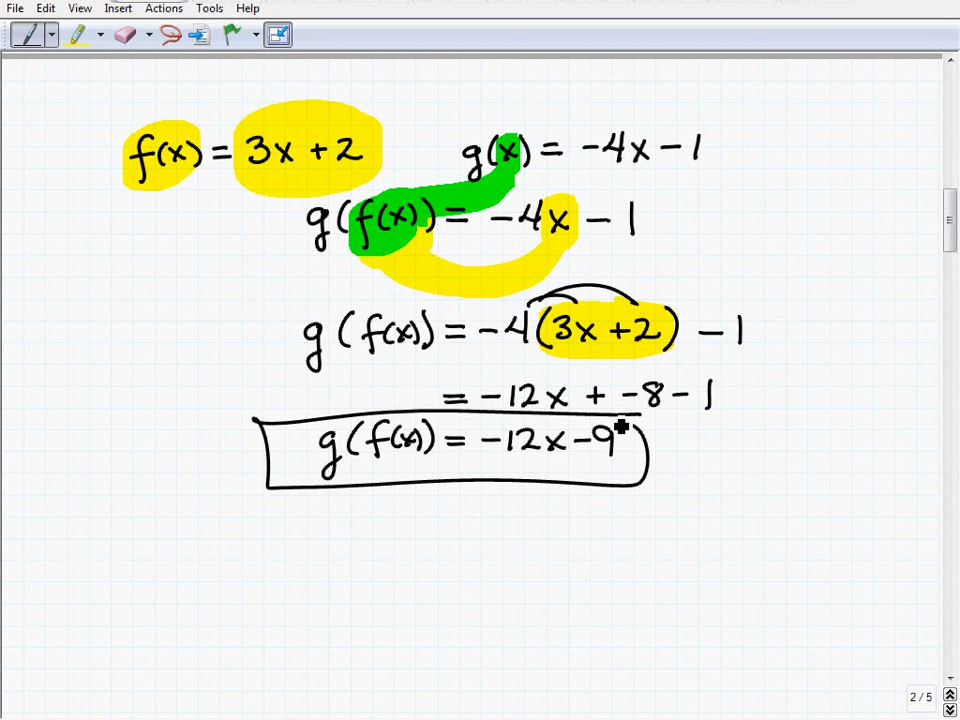 File Edit View Insert Actions Tools Help
f(x) = 3x + 2 g(x) = -4x - 1
g(f(x)) = -4x - 1
g(f(x)) = -4(3x + 2) - 1
= -12x + -8 - 1
g(f(x) = -12x - 9
2 / 5